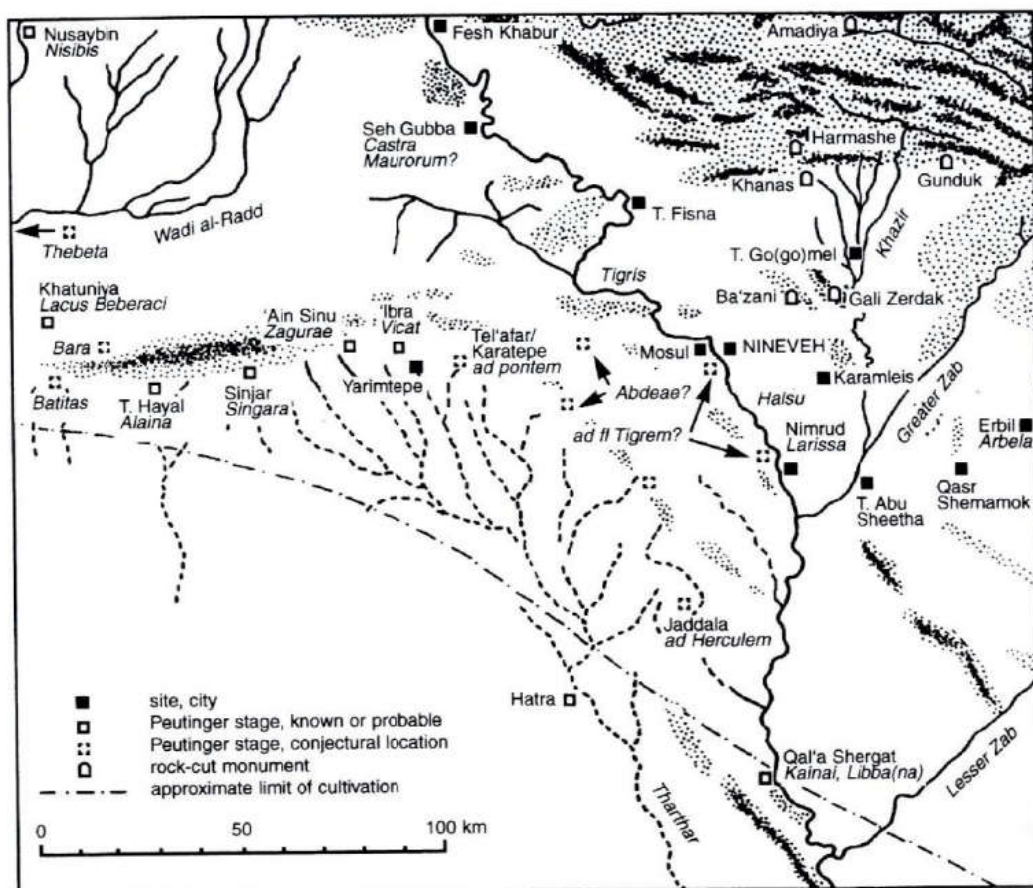 Nusaybin
Nisibis
Fesh Khabur
Amadiya
Seh Gubba
Castra
Maurorum?
Harmashe
Khanas
Gunduk
T. Fisna
Wadi al-Radd
Thebeta
Khazir
T. Go(go)mel
Tigris
Khatuniya
Lacus Beberaci
Ba'zani
Gali Zerdak
'Ain Sinu
Zagurae
'Ibra
Vicat
Tel'afar/
Karatepe
ad pontem
Bara
Mosul
NINEVEH
Batitas
T. Hayal
Alaina
Sinjar
Singara
Yarimtepe
Abdeae?
Karamleis
Halsu
Greater Zab
ad fl Tigrem?
Nimrud
Larissa
Erbil
Arbela
T. Abu
Sheetha
Qasr
Shemamok
Jaddala
ad Herculem
Hatra
site, city
Peutinger stage, known or probable
Peutinger stage, conjectural location
rock-cut monument
approximate limit of cultivation
Qal'a Shergat
Kainai, Libba(na)
Lesser Zab
Tharthar
0 50 100 km